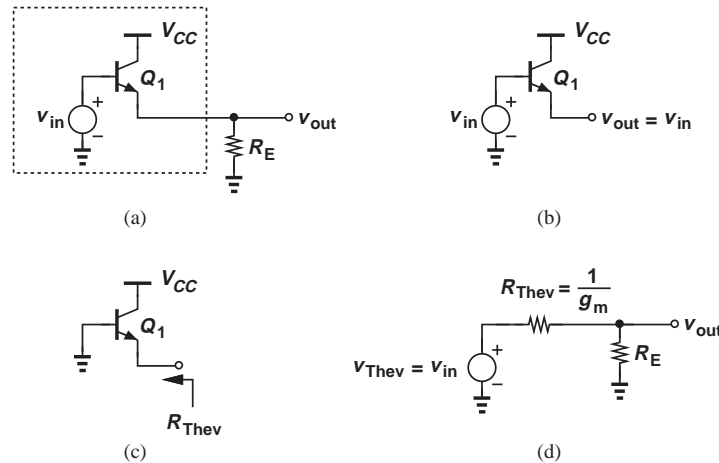 V_CC
Q_1
v_in
+
−
v_out
R_E
(a)
V_CC
Q_1
v_in
+
−
v_out = v_in
(b)
V_CC
Q_1
R_Thev
(c)
R_Thev = 1/g_m
v_Thev = v_in
+
−
v_out
R_E
(d)